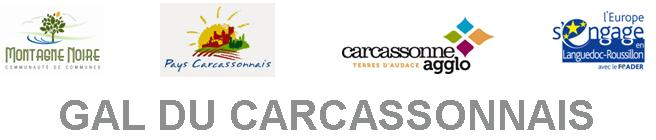 MONTAGNE NOIRE
COMMUNAUTÉ DE COMMUNES
Pays Carcassonnais
carcassonne
agglo
TERRES D'AUDACE
l'Europe
s'engage
en
Languedoc-Roussillon
avec le FEADER
GAL DU CARCASSONNAIS